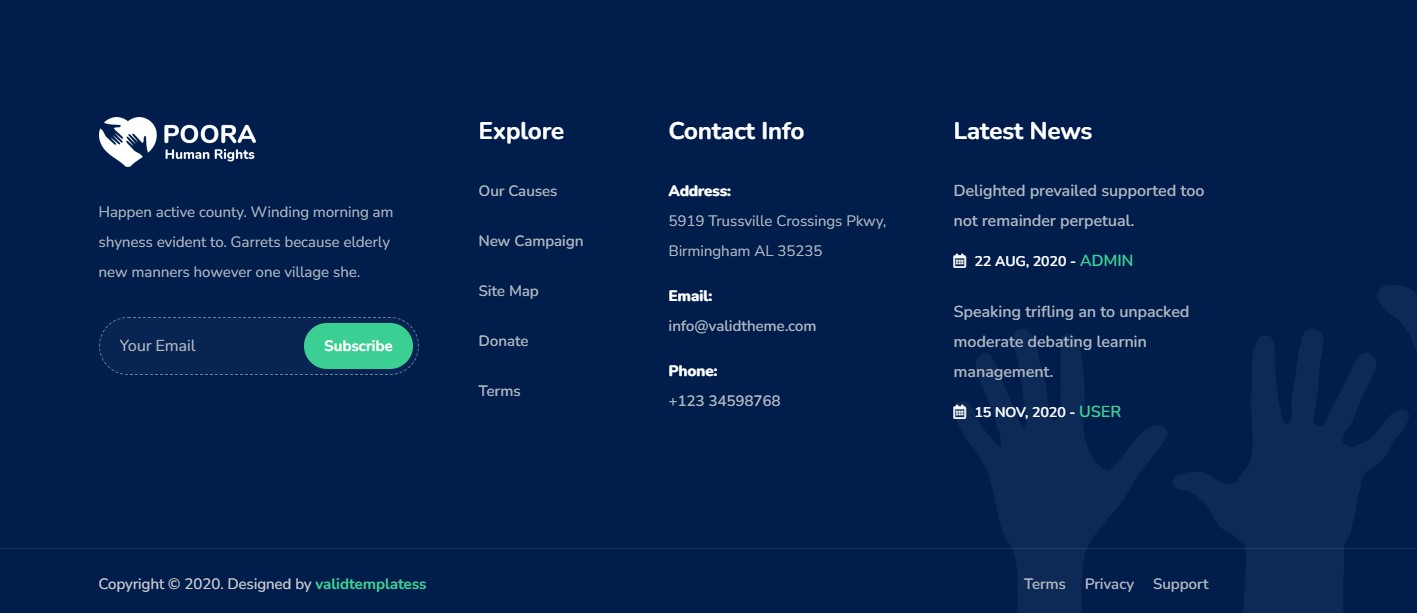 POORA
Human Rights
Happen active county. Winding morning am
shyness evident to. Garrets because elderly
new manners however one village she.
Your Email
Subscribe
Explore
Our Causes
New Campaign
Site Map
Donate
Terms
Contact Info
Address:
5919 Trussville Crossings Pkwy,
Birmingham AL 35235
Email:
info@validtheme.com
Phone:
+123 34598768
Latest News
Delighted prevailed supported too
not remainder perpetual.
22 AUG, 2020 - ADMIN
Speaking trifling an to unpacked
moderate debating learnin
management.
15 NOV, 2020 - USER
Copyright © 2020. Designed by validtemplatess
Terms Privacy Support